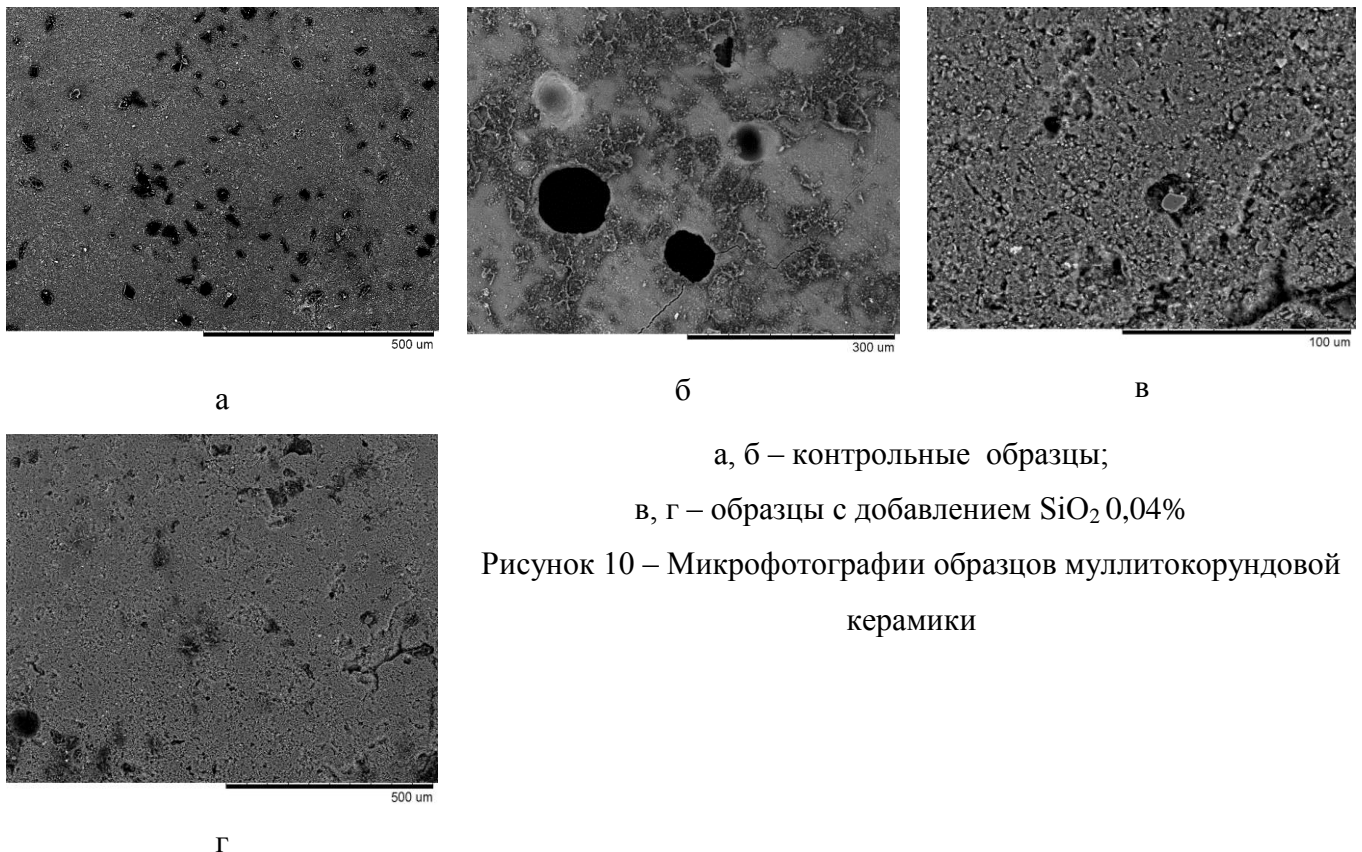 500 um
300 um
100 um
а
б
в
500 um
г
а, б – контрольные образцы;
в, г – образцы с добавлением SiO₂ 0,04%
Рисунок 10 – Микрофотографии образцов муллитокорундовой
керамики